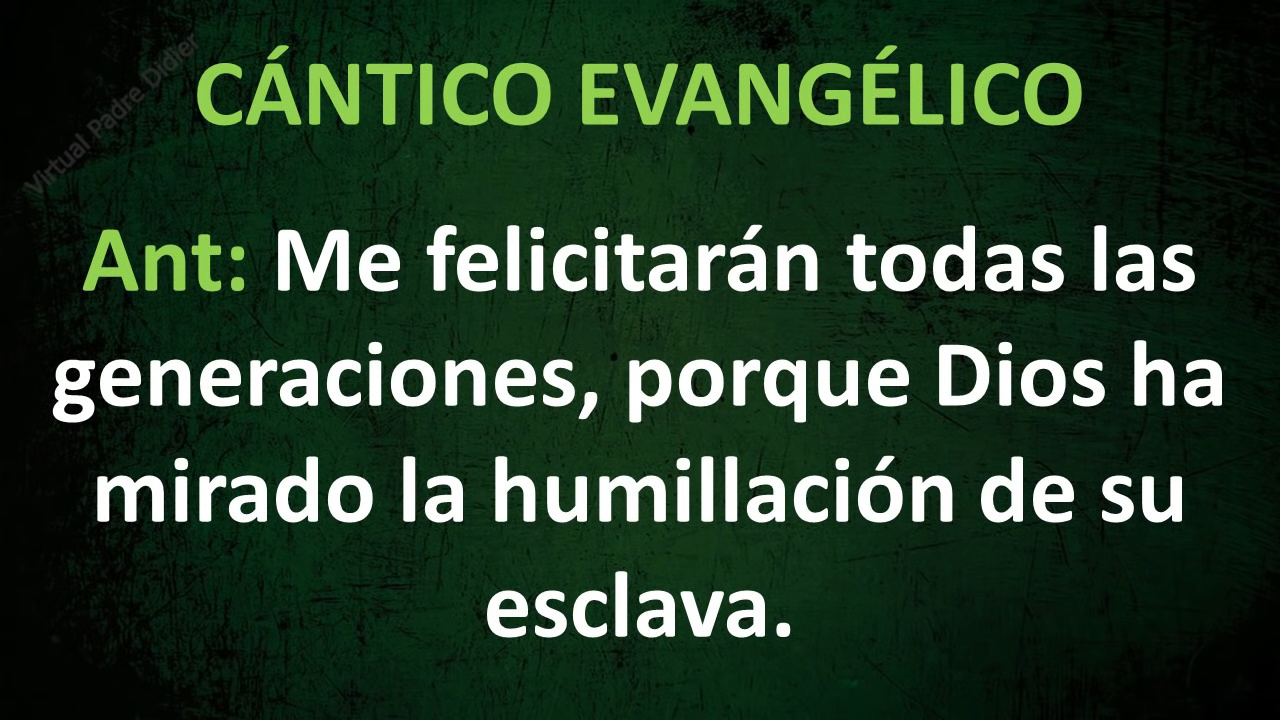 Virtual Padre Didier
CÁNTICO EVANGÉLICO
Ant: Me felicitarán todas las
generaciones, porque Dios ha
mirado la humillación de su
esclava.